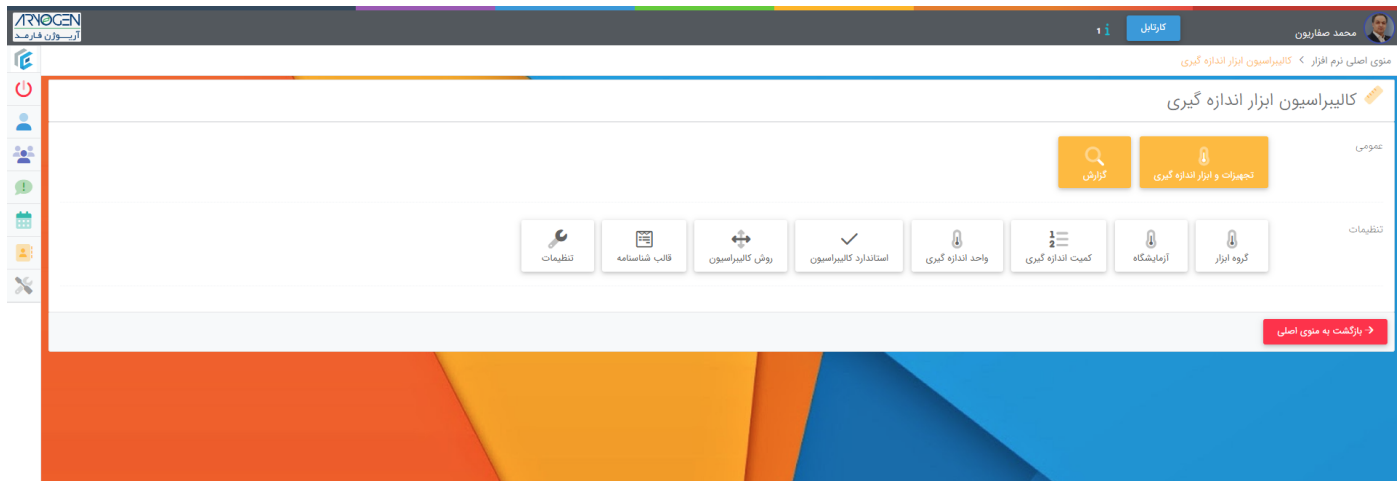 ARYOGEN
آریــوژن فارمـد
محمد صفاریون
کارتابل
1
منوی اصلی نرم افزار > کالیبراسیون ابزار اندازه گیری
کالیبراسیون ابزار اندازه گیری
عمومی
تجهیزات و ابزار اندازه گیری
گزارش
تنظیمات
گروه ابزار
آزمایشگاه
کمیت اندازه گیری
واحد اندازه گیری
استاندارد کالیبراسیون
روش کالیبراسیون
قالب شناسنامه
تنظیمات
بازگشت به منوی اصلی